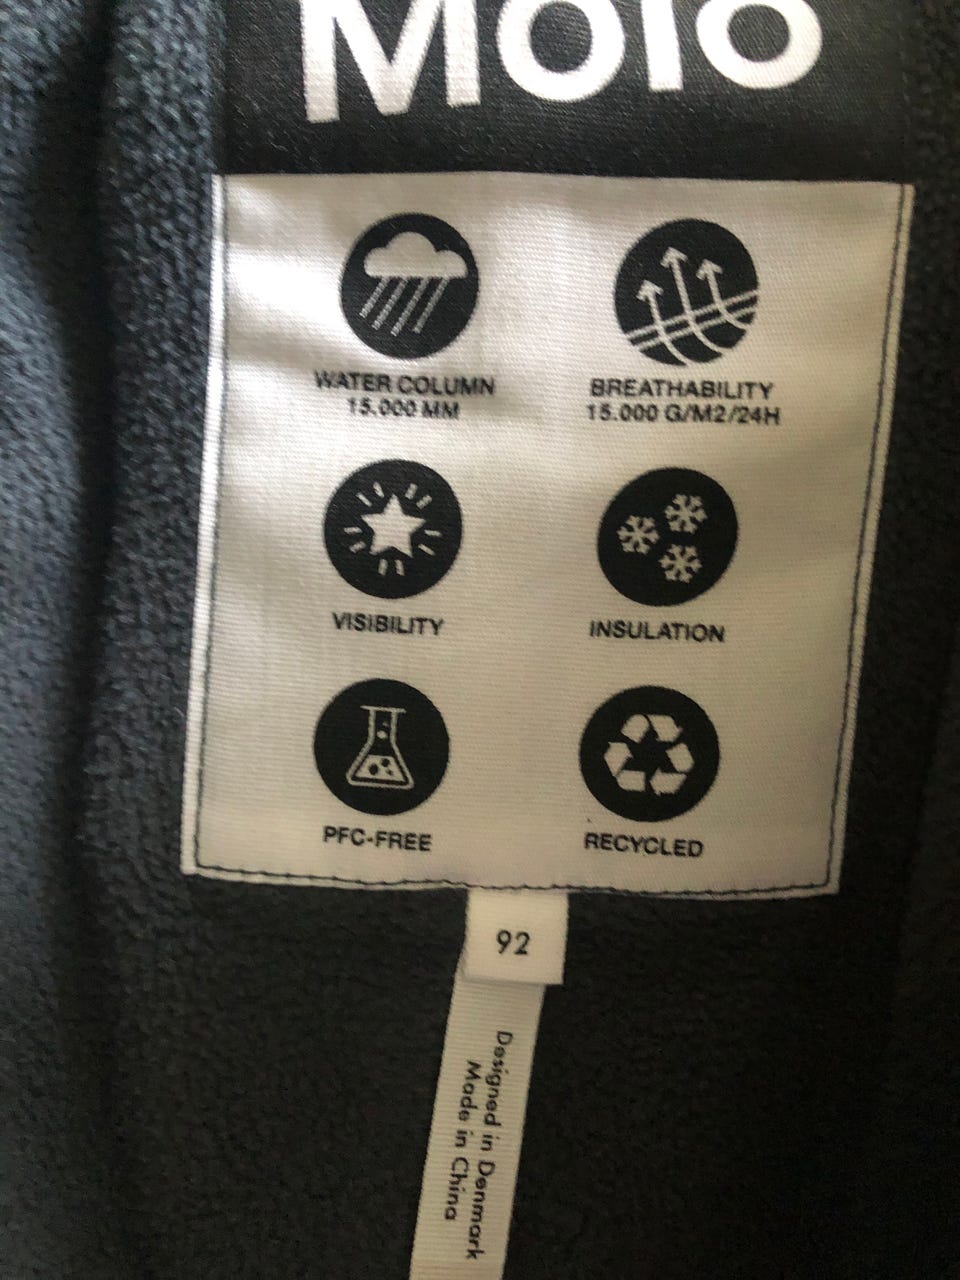 Molo
WATER COLUMN
15.000 MM
BREATHABILITY
15.000 G/M2/24H
VISIBILITY
INSULATION
PFC-FREE
RECYCLED
92
Designed in Denmark
Made in China